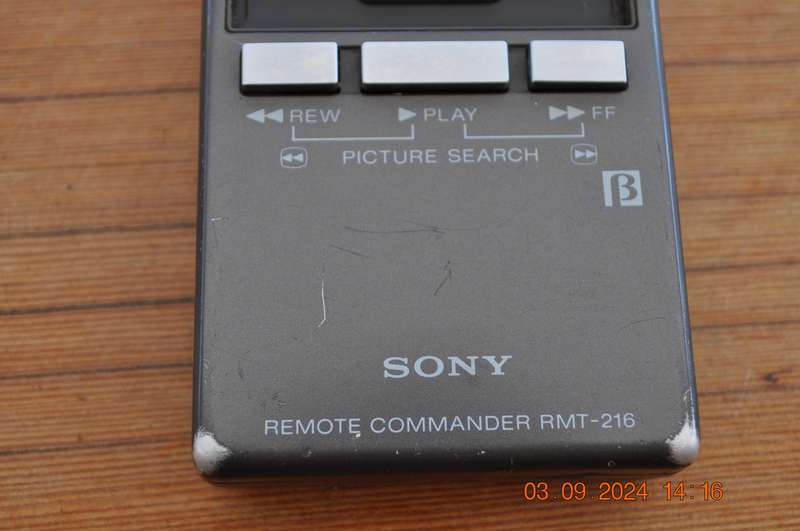 ◀◀ REW ▶ PLAY ▶▶ FF
PICTURE SEARCH
β
SONY
REMOTE COMMANDER RMT-216
03.09.2024 14:16